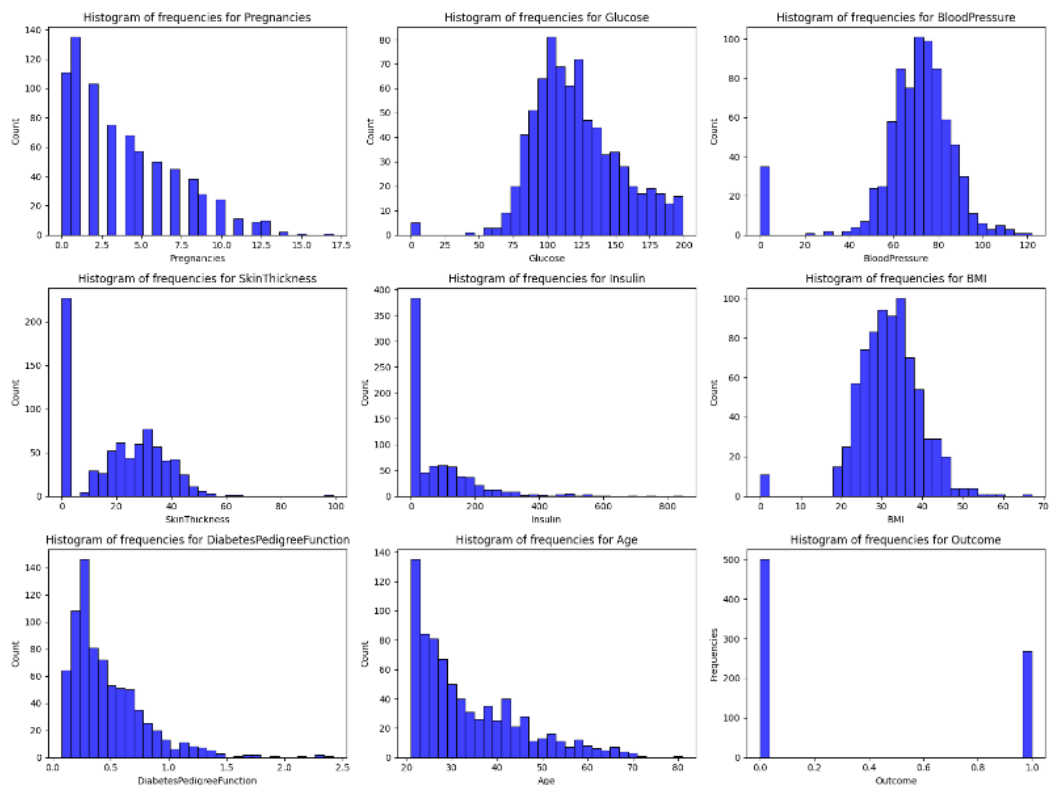 Histogram of frequencies for Pregnancies
Count
140
120
100
80
60
40
20
0
0.0 2.5 5.0 7.5 10.0 12.5 15.0 17.5
Pregnancies
Histogram of frequencies for Glucose
Count
80
70
60
50
40
30
20
10
0
0 25 50 75 100 125 150 175 200
Glucose
Histogram of frequencies for BloodPressure
Count
100
80
60
40
20
0
0 20 40 60 80 100 120
BloodPressure
Histogram of frequencies for SkinThickness
Count
200
150
100
50
0
0 20 40 60 80 100
SkinThickness
Histogram of frequencies for Insulin
Count
400
350
300
250
200
150
100
50
0
0 200 400 600 800
Insulin
Histogram of frequencies for BMI
Count
100
80
60
40
20
0
0 10 20 30 40 50 60 70
BMI
Histogram of frequencies for DiabetesPedigreeFunction
Count
140
120
100
80
60
40
20
0
0.0 0.5 1.0 1.5 2.0 2.5
DiabetesPedigreeFunction
Histogram of frequencies for Age
Count
140
120
100
80
60
40
20
0
20 30 40 50 60 70 80
Age
Histogram of frequencies for Outcome
Frequencies
500
400
300
200
100
0
0.0 0.2 0.4 0.6 0.8 1.0
Outcome